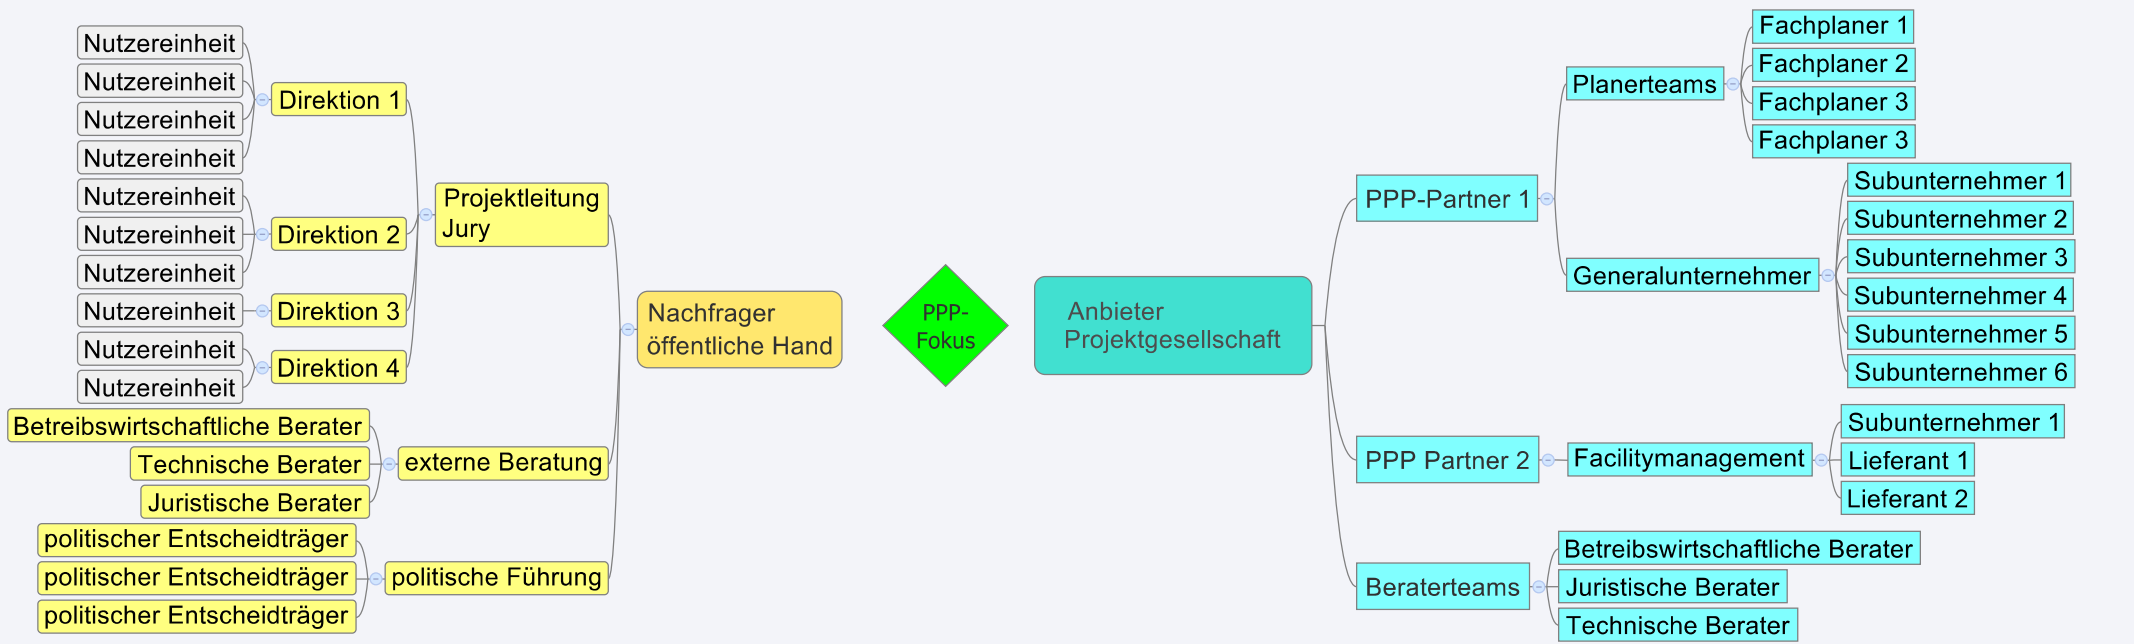 Nutzereinheit
Nutzereinheit
Nutzereinheit
Nutzereinheit
Direktion 1
Nutzereinheit
Nutzereinheit
Nutzereinheit
Direktion 2
Nutzereinheit
Direktion 3
Nutzereinheit
Nutzereinheit
Direktion 4
Projektleitung
Jury
Betreibswirtschaftliche Berater
Technische Berater
Juristische Berater
externe Beratung
politischer Entscheidträger
politischer Entscheidträger
politischer Entscheidträger
politische Führung
Nachfrager
öffentliche Hand
PPP-
Fokus
Anbieter
Projektgesellschaft
PPP-Partner 1
Planerteams
Fachplaner 1
Fachplaner 2
Fachplaner 3
Fachplaner 3
Generalunternehmer
Subunternehmer 1
Subunternehmer 2
Subunternehmer 3
Subunternehmer 4
Subunternehmer 5
Subunternehmer 6
PPP Partner 2
Facilitymanagement
Subunternehmer 1
Lieferant 1
Lieferant 2
Beraterteams
Betreibswirtschaftliche Berater
Juristische Berater
Technische Berater